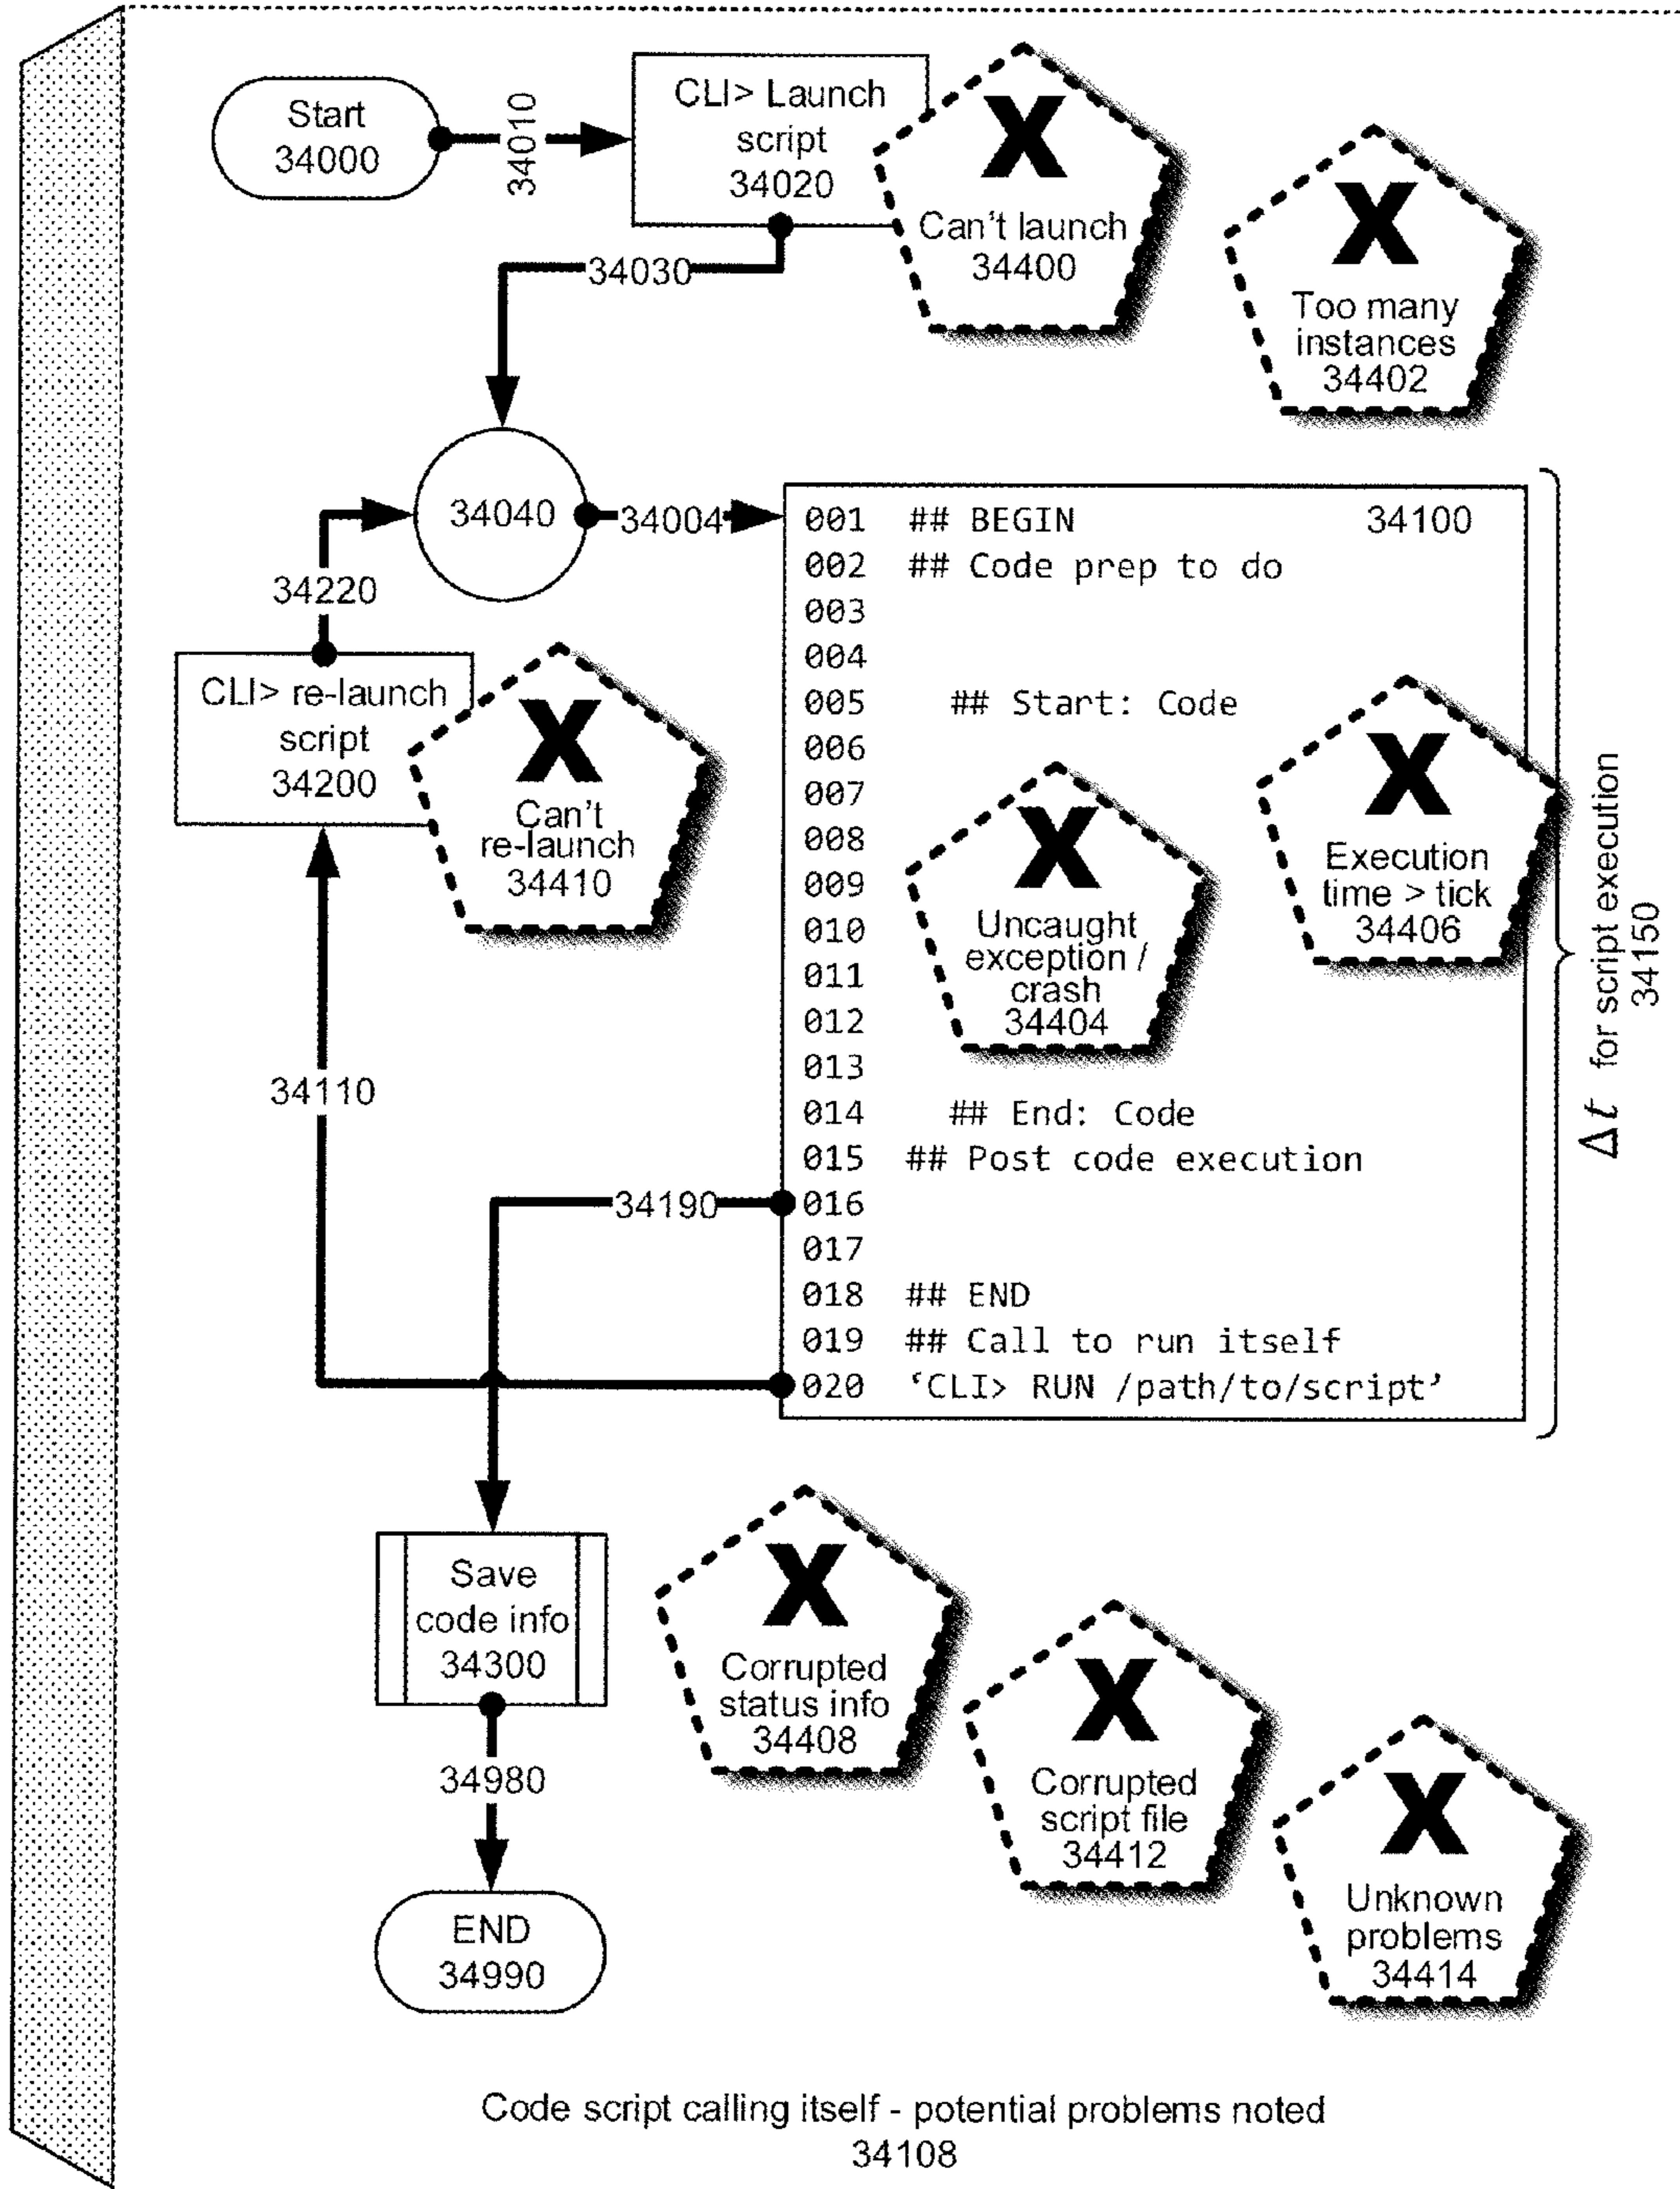 Start
34000
34010
CLI> Launch
script
34020
Can't launch
34400
Too many
instances
34402
34030
34040
34004
34220
CLI> re-launch
script
34200
Can't
re-launch
34410
34110
001 ## BEGIN 34100
002 ## Code prep to do
003
004
005 ## Start: Code
006
007
008
009
010
011
012
013
014 ## End: Code
015 ## Post code execution
016
017
018 ## END
019 ## Call to run itself
020 ‘CLI> RUN /path/to/script’
Uncaught
exception /
crash
34404
Execution
time > tick
34406
Δt for script execution
34150
34190
Save
code info
34300
34980
END
34990
Corrupted
status info
34408
Corrupted
script file
34412
Unknown
problems
34414
Code script calling itself - potential problems noted
34108